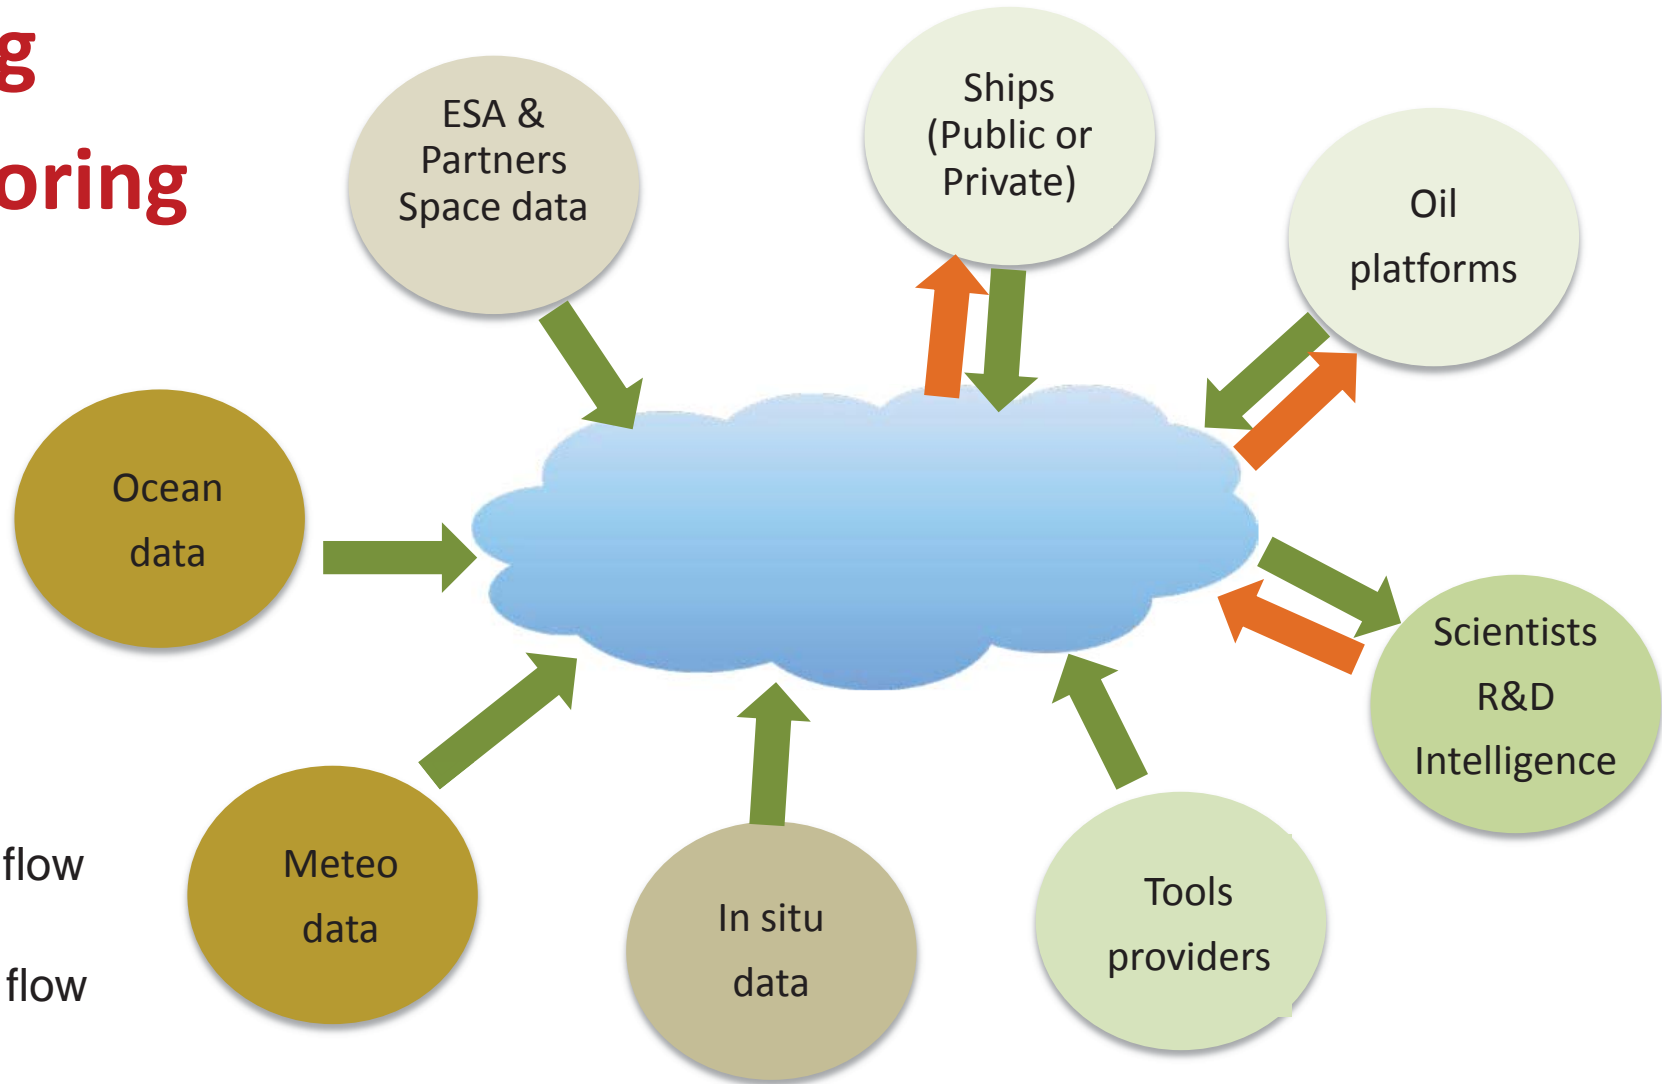 g
oring
ESA &
Partners
Space data
Ships
(Public or
Private)
Oil
platforms
Ocean
data
Scientists
R&D
Intelligence
Meteo
data
In situ
data
Tools
providers
flow
flow